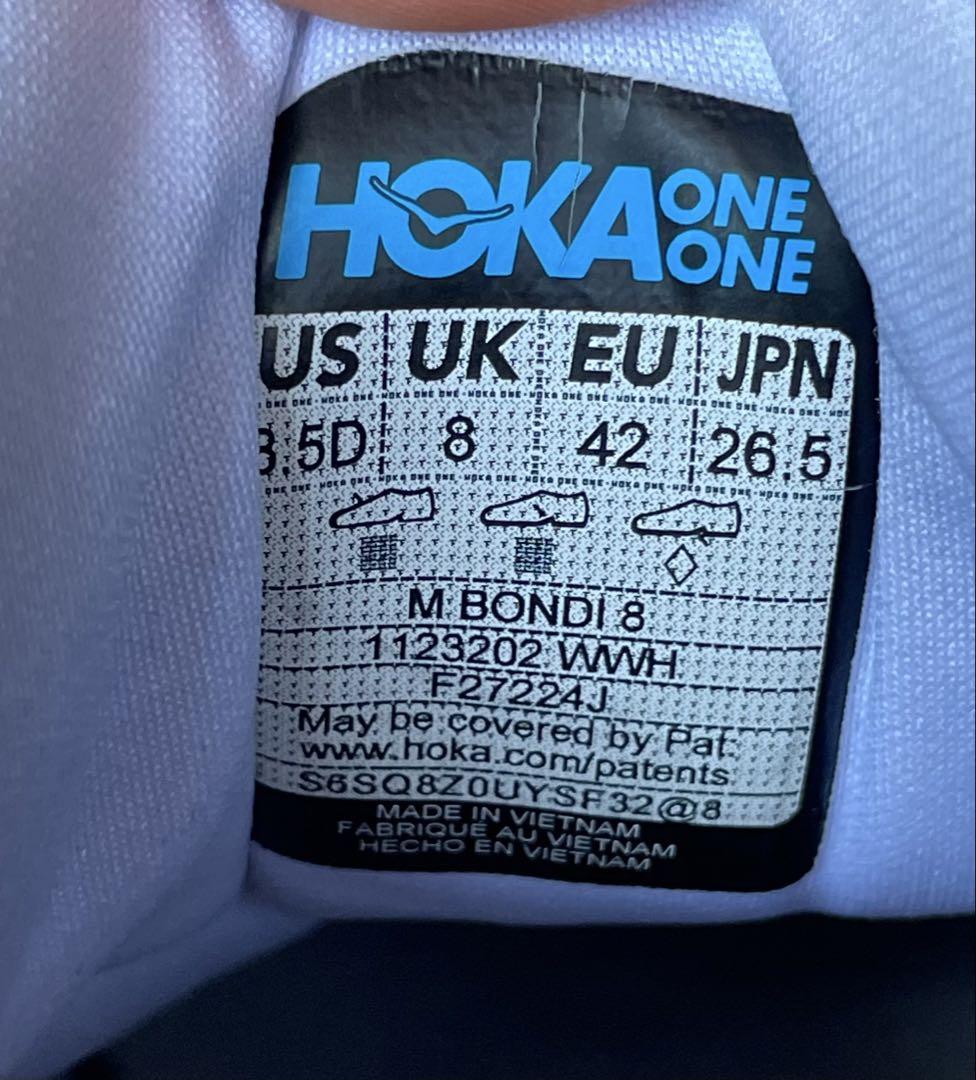 HOKA ONE ONE
US UK EU JPN
8.5D 8 42 26.5
M BONDI 8
1123202 WWH
F27224J
May be covered by Pat.
www.hoka.com/patents
S6SQ8Z0UYSF32@8
MADE IN VIETNAM
FABRIQUÉ AU VIETNAM
HECHO EN VIETNAM